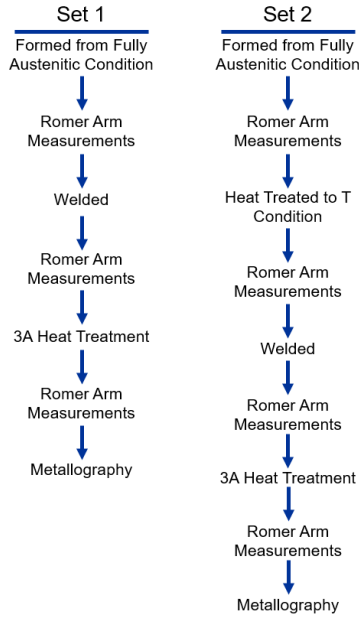 Set 1
Formed from Fully
Austenitic Condition
Romer Arm
Measurements
Welded
Romer Arm
Measurements
3A Heat Treatment
Romer Arm
Measurements
Metallography
Set 2
Formed from Fully
Austenitic Condition
Romer Arm
Measurements
Heat Treated to T
Condition
Romer Arm
Measurements
Welded
Romer Arm
Measurements
3A Heat Treatment
Romer Arm
Measurements
Metallography